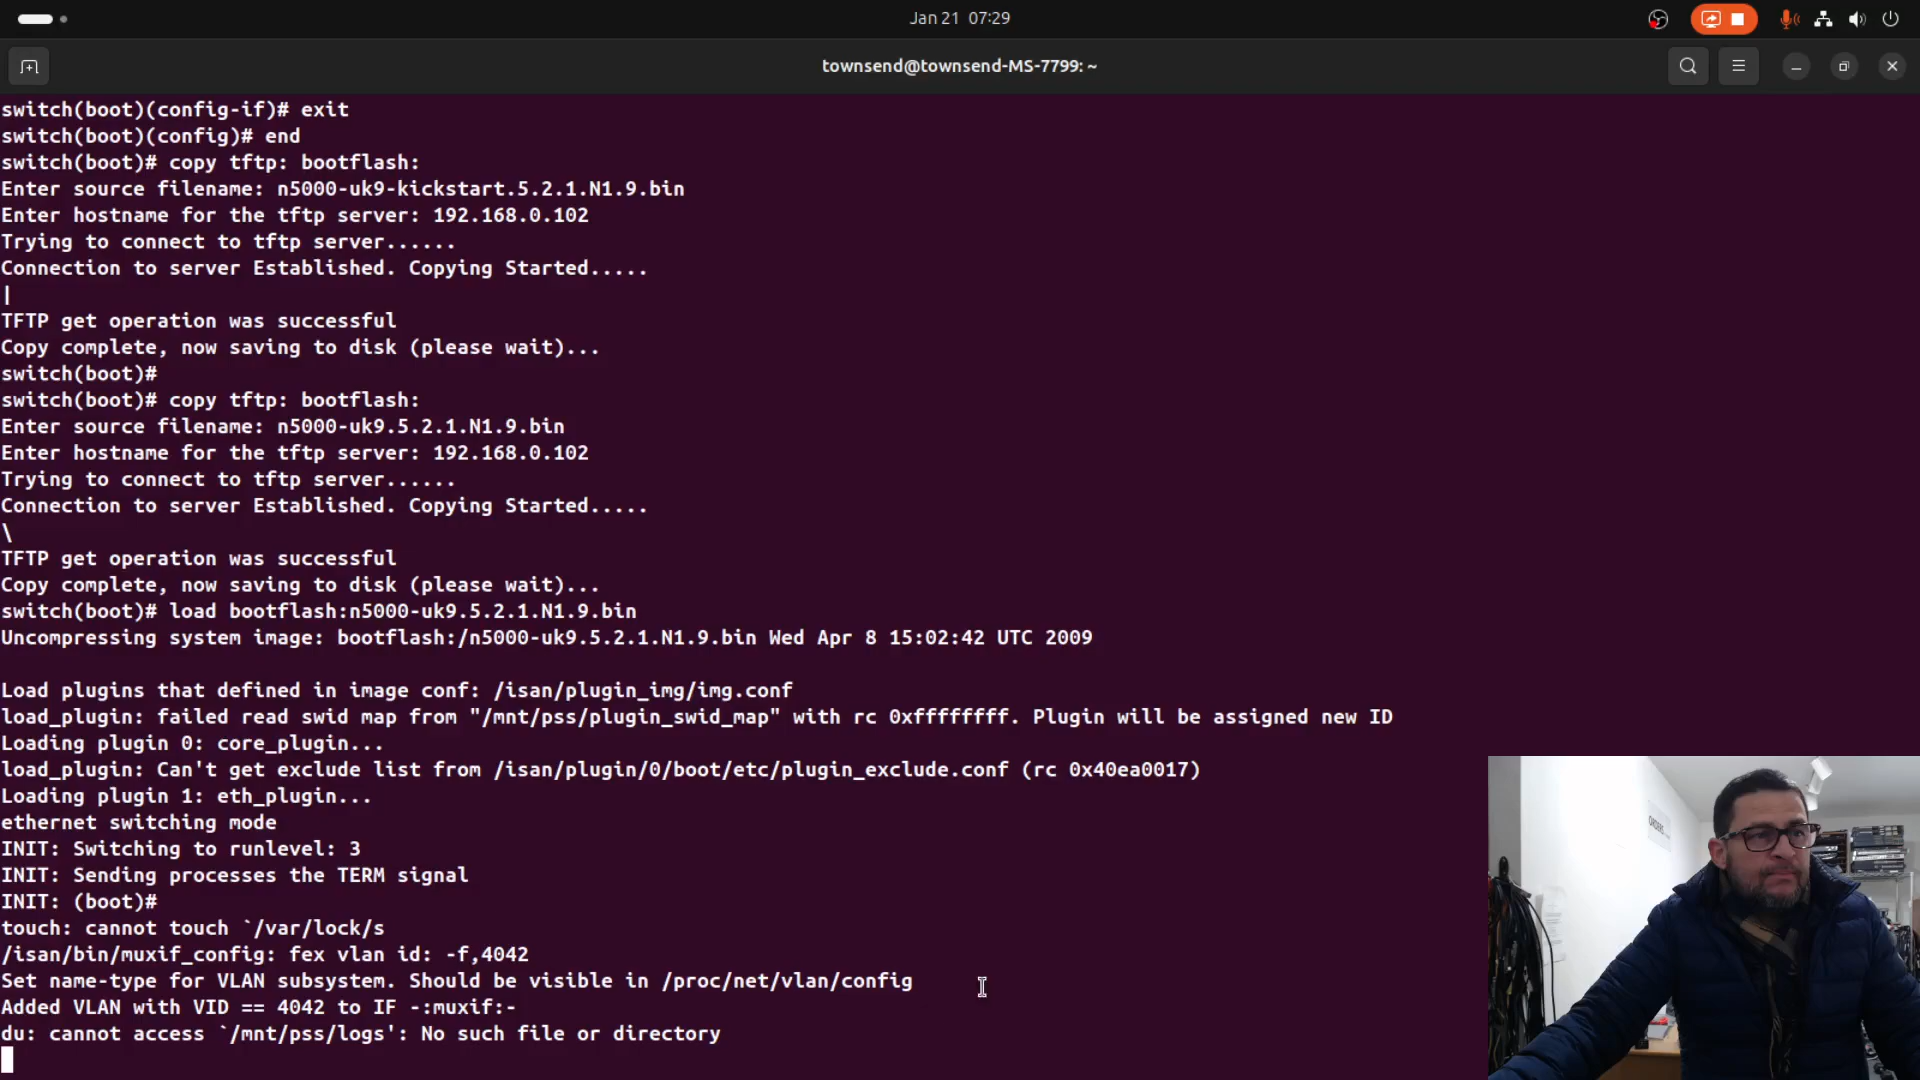 Jan 21 07:29
townsend@townsend-MS-7799: ~
switch(boot)(config-if)# exit
switch(boot)(config)# end
switch(boot)# copy tftp: bootflash:
Enter source filename: n5000-uk9-kickstart.5.2.1.N1.9.bin
Enter hostname for the tftp server: 192.168.0.102
Trying to connect to tftp server......
Connection to server Established. Copying Started.....
|
TFTP get operation was successful
Copy complete, now saving to disk (please wait)...
switch(boot)#
switch(boot)# copy tftp: bootflash:
Enter source filename: n5000-uk9.5.2.1.N1.9.bin
Enter hostname for the tftp server: 192.168.0.102
Trying to connect to tftp server......
Connection to server Established. Copying Started.....
\
TFTP get operation was successful
Copy complete, now saving to disk (please wait)...
switch(boot)# load bootflash:n5000-uk9.5.2.1.N1.9.bin
Uncompressing system image: bootflash:/n5000-uk9.5.2.1.N1.9.bin Wed Apr 8 15:02:42 UTC 2009
Load plugins that defined in image conf: /isan/plugin_img/img.conf
load_plugin: failed read swid map from "/mnt/pss/plugin_swid_map" with rc 0xffffffff. Plugin will be assigned new ID
Loading plugin 0: core_plugin...
load_plugin: Can't get exclude list from /isan/plugin/0/boot/etc/plugin_exclude.conf (rc 0x40ea0017)
Loading plugin 1: eth_plugin...
ethernet switching mode
INIT: Switching to runlevel: 3
INIT: Sending processes the TERM signal
INIT: (boot)#
touch: cannot touch `/var/lock/s
/isan/bin/muxif_config: fex vlan id: -f,4042
Set name-type for VLAN subsystem. Should be visible in /proc/net/vlan/config
Added VLAN with VID == 4042 to IF -:muxif:-
du: cannot access `/mnt/pss/logs': No such file or directory
ORDERS